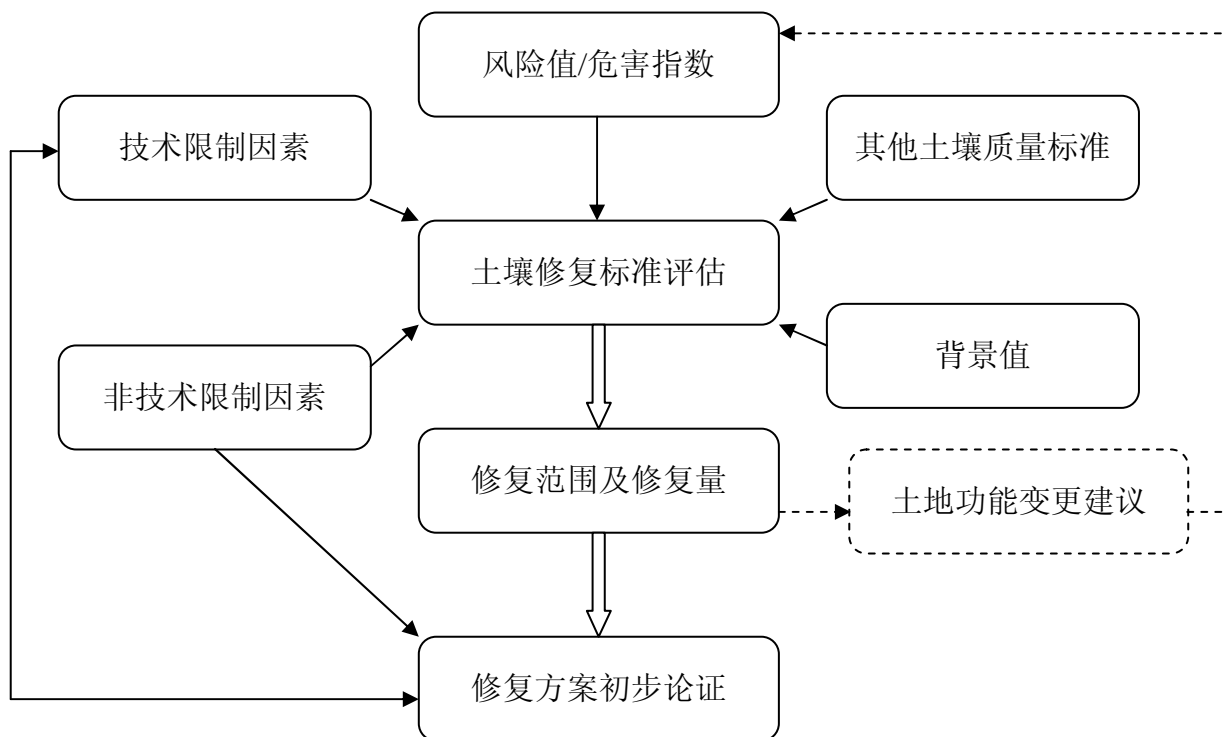 风险值/危害指数
技术限制因素
其他土壤质量标准
土壤修复标准评估
背景值
非技术限制因素
修复范围及修复量
土地功能变更建议
修复方案初步论证